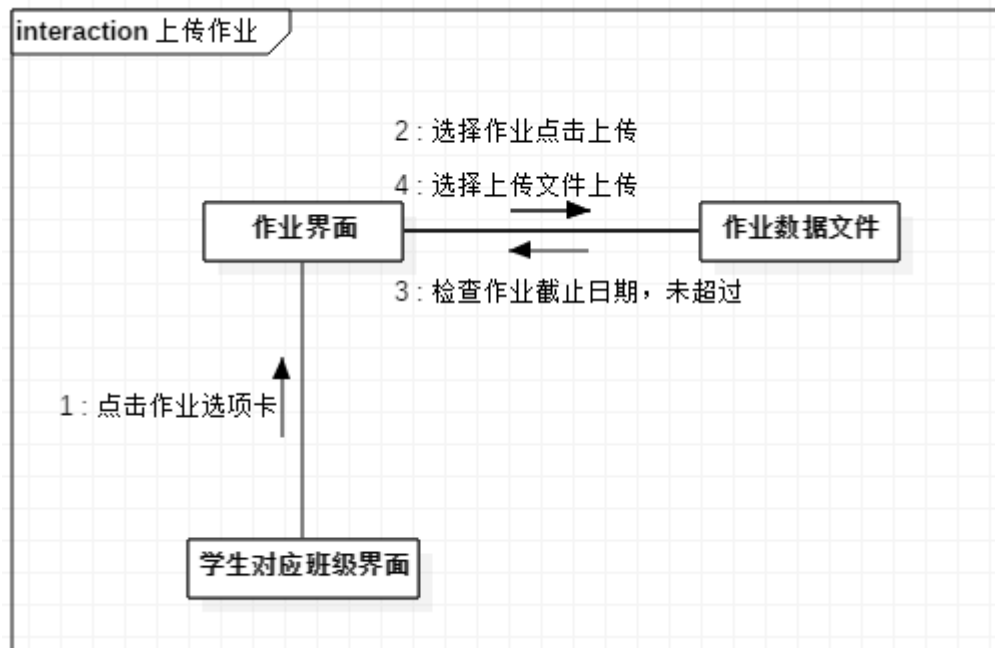 interaction 上传作业
2 : 选择作业点击上传
4 : 选择上传文件上传
作业界面
作业数据文件
3 : 检查作业截止日期，未超过
1 : 点击作业选项卡
学生对应班级界面